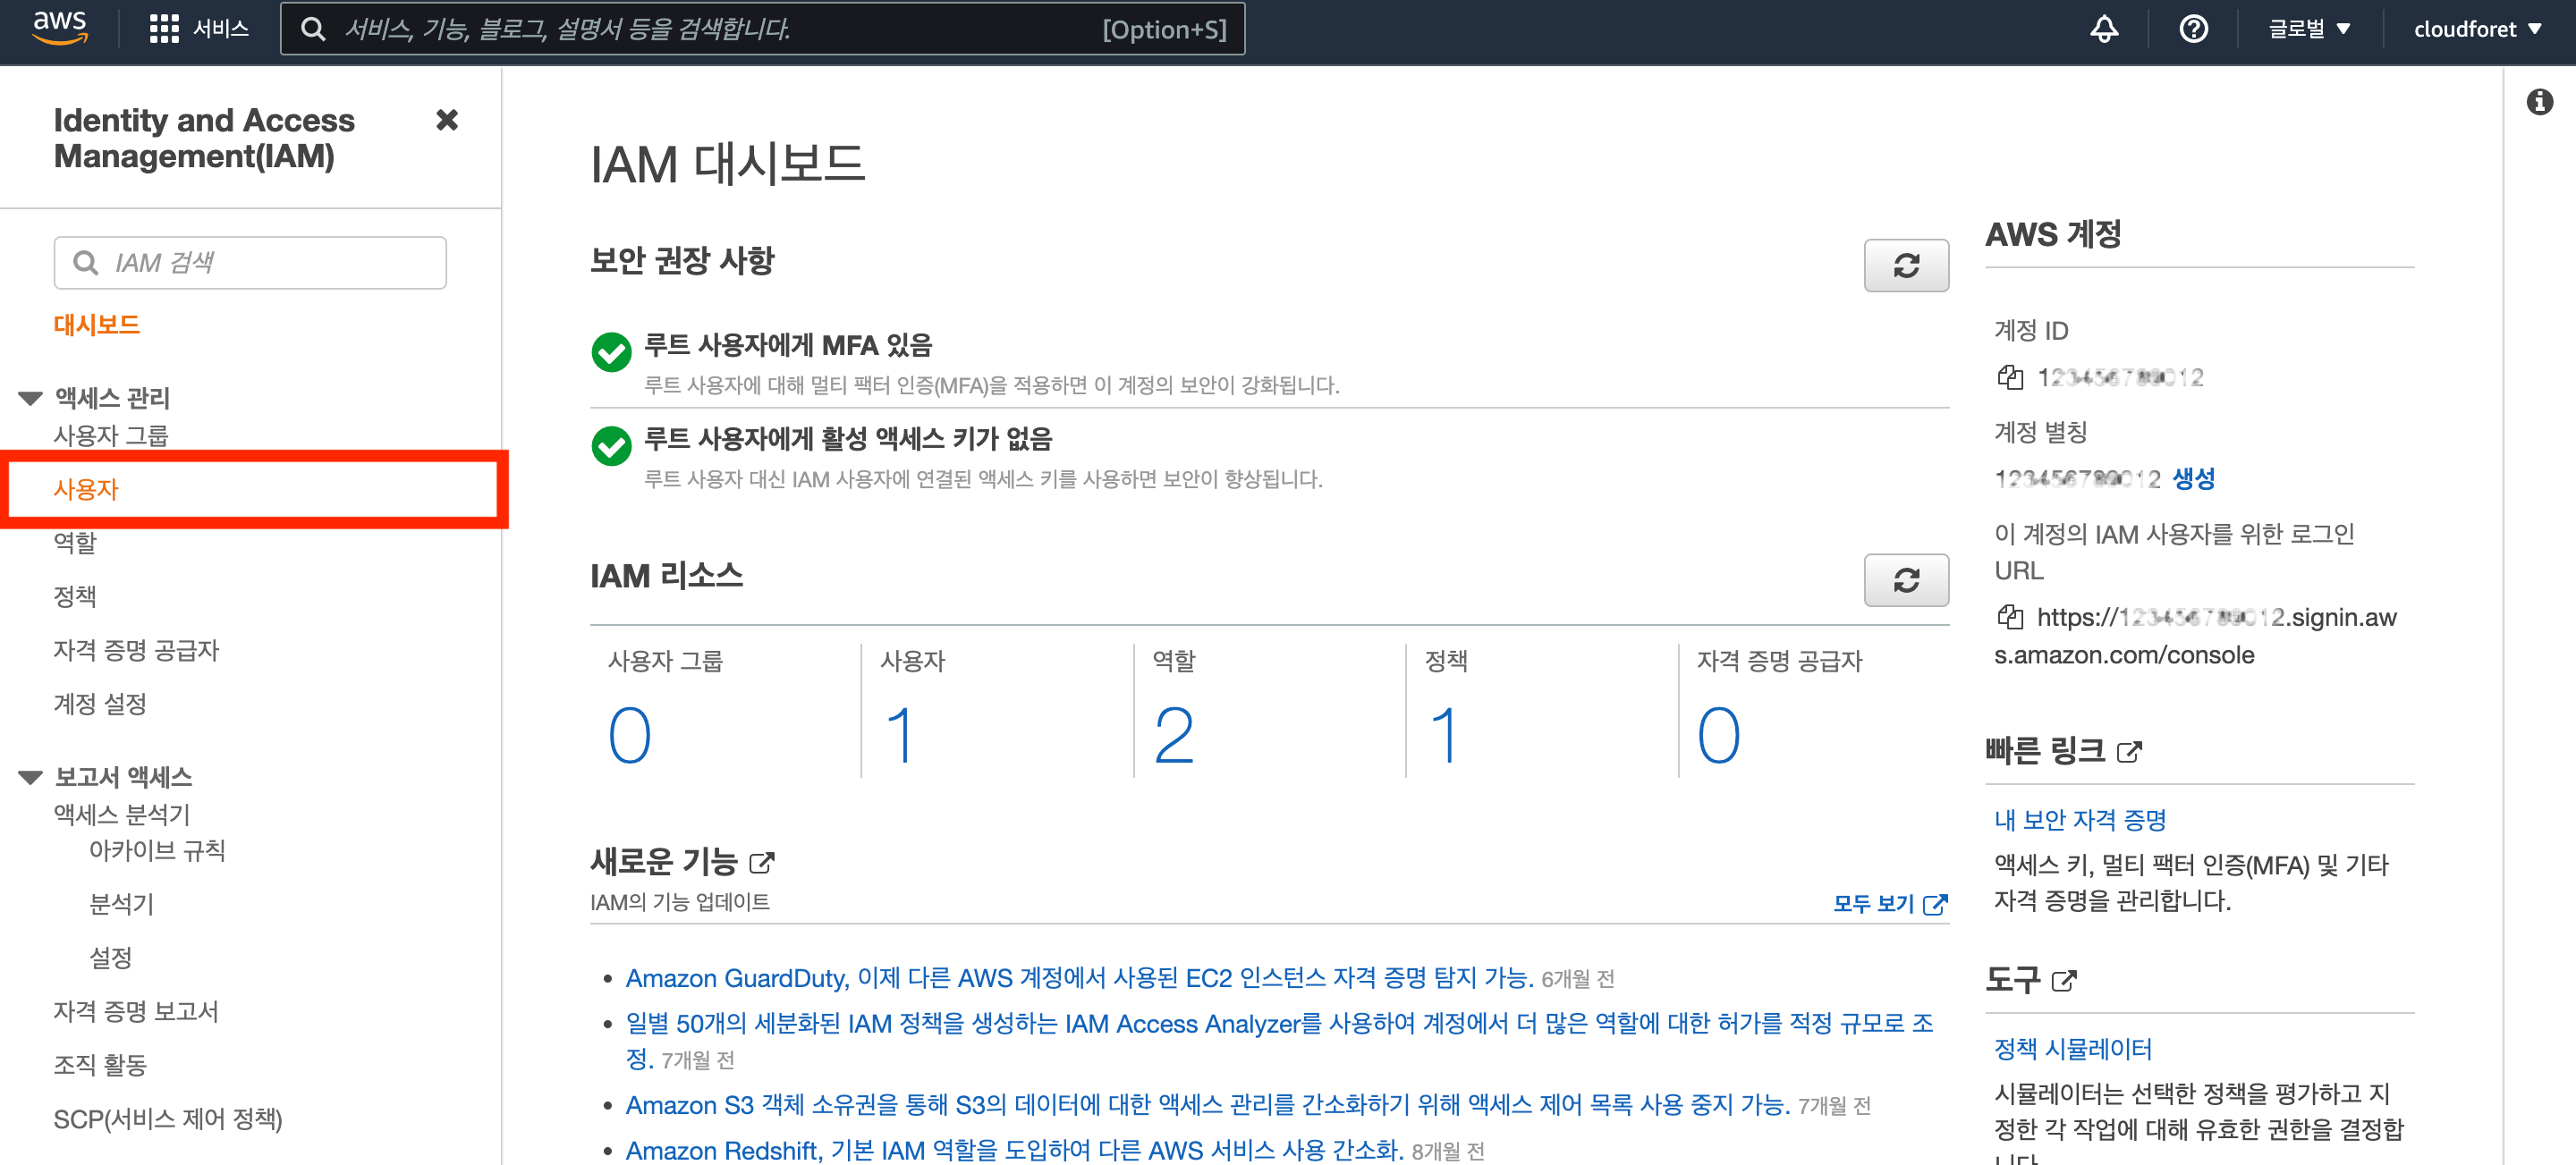 aws
서비스
서비스, 기능, 블로그, 설명서 등을 검색합니다.
[Option+S]
글로벌
cloudforet
Identity and Access
Management(IAM)
IAM 검색
대시보드
액세스 관리
사용자 그룹
사용자
역할
정책
자격 증명 공급자
계정 설정
보고서 액세스
액세스 분석기
아카이브 규칙
분석기
설정
자격 증명 보고서
조직 활동
SCP(서비스 제어 정책)
IAM 대시보드
보안 권장 사항
루트 사용자에게 MFA 있음
루트 사용자에 대해 멀티 팩터 인증(MFA)을 적용하면 이 계정의 보안이 강화됩니다.
루트 사용자에게 활성 액세스 키가 없음
루트 사용자 대신 IAM 사용자에 연결된 액세스 키를 사용하면 보안이 향상됩니다.
IAM 리소스
사용자 그룹
0
사용자
1
역할
2
정책
1
자격 증명 공급자
0
새로운 기능
IAM의 기능 업데이트
모두 보기
Amazon GuardDuty, 이제 다른 AWS 계정에서 사용된 EC2 인스턴스 자격 증명 탐지 가능. 6개월 전
일별 50개의 세분화된 IAM 정책을 생성하는 IAM Access Analyzer를 사용하여 계정에서 더 많은 역할에 대한 허가를 적정 규모로 조
정. 7개월 전
Amazon S3 객체 소유권을 통해 S3의 데이터에 대한 액세스 관리를 간소화하기 위해 액세스 제어 목록 사용 중지 가능. 7개월 전
Amazon Redshift, 기본 IAM 역할을 도입하여 다른 AWS 서비스 사용 간소화. 8개월 전
AWS 계정
계정 ID
계정 별칭
생성
이 계정의 IAM 사용자를 위한 로그인
URL
https:// .signin.aw
s.amazon.com/console
빠른 링크
내 보안 자격 증명
액세스 키, 멀티 팩터 인증(MFA) 및 기타
자격 증명을 관리합니다.
도구
정책 시뮬레이터
시뮬레이터는 선택한 정책을 평가하고 지
정한 각 작업에 대해 유효한 권한을 결정합